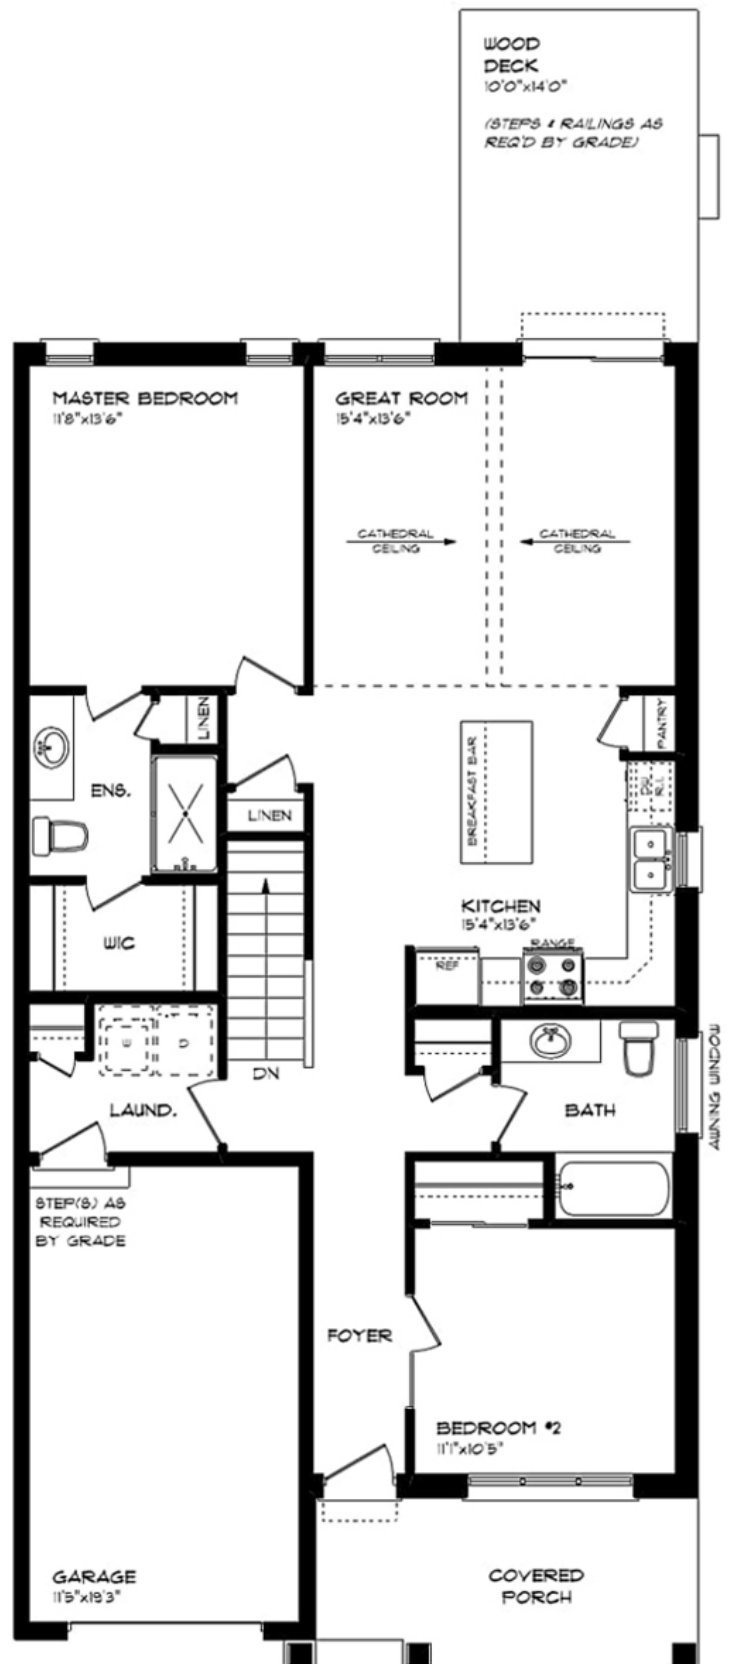 WOOD
DECK
10'0"x14'0"
(STEPS & RAILINGS AS
REQ'D BY GRADE)
MASTER BEDROOM
11'8"x13'6"
GREAT ROOM
15'4"x13'6"
CATHEDRAL
CEILING
CATHEDRAL
CEILING
LINEN
PANTRY
ENS.
BREAKFAST BAR
LINEN
KITCHEN
15'4"x13'6"
WIC
RANGE
REF
DN
LAUND.
BATH
AWNING WINDOW
STEP(S) AS
REQUIRED
BY GRADE
FOYER
BEDROOM #2
11'1"x10'5"
GARAGE
11'5"x19'3"
COVERED
PORCH